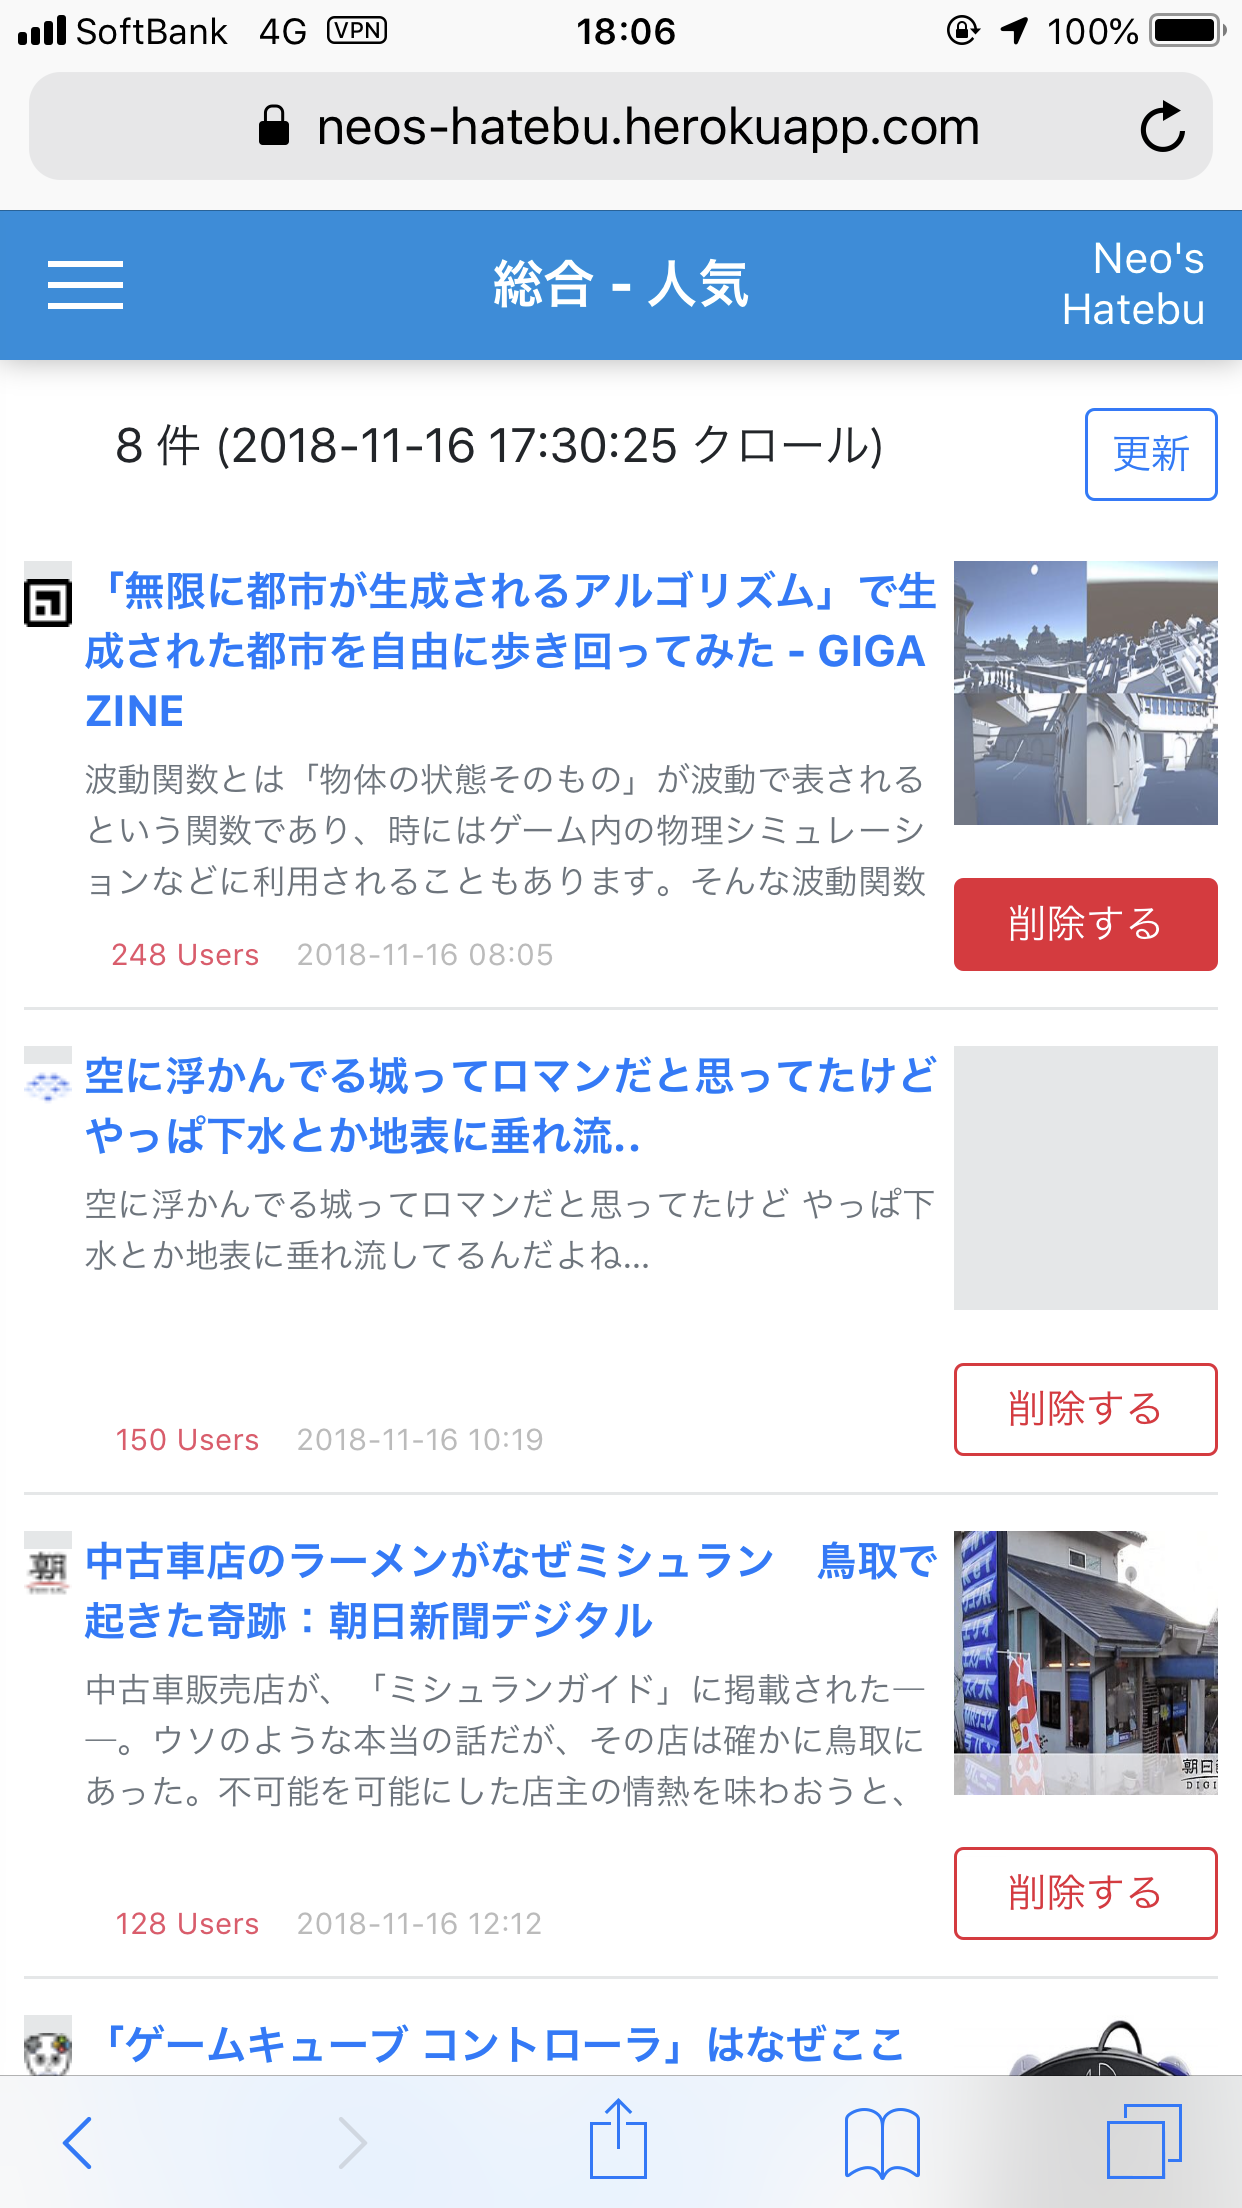 SoftBank 4G VPN 18:06 100%
neos-hatebu.herokuapp.com
総合 - 人気
Neo's
Hatebu
8 件 (2018-11-16 17:30:25 クロール)
更新
「無限に都市が生成されるアルゴリズム」で生
成された都市を自由に歩き回ってみた - GIGA
ZINE
波動関数とは「物体の状態そのもの」が波動で表される
という関数であり、時にはゲーム内の物理シミュレーシ
ョンなどに利用されることもあります。そんな波動関数
248 Users 2018-11-16 08:05
削除する
空に浮かんでる城ってロマンだと思ってたけど
やっぱ下水とか地表に垂れ流..
空に浮かんでる城ってロマンだと思ってたけど やっぱ下
水とか地表に垂れ流してるんだよね...
150 Users 2018-11-16 10:19
削除する
朝
中古車店のラーメンがなぜミシュラン　鳥取で
起きた奇跡：朝日新聞デジタル
中古車販売店が、「ミシュランガイド」に掲載された―
―。ウソのような本当の話だが、その店は確かに鳥取に
あった。不可能を可能にした店主の情熱を味わおうと、
128 Users 2018-11-16 12:12
朝日
DIGI
削除する
「ゲームキューブ コントローラ」はなぜここ